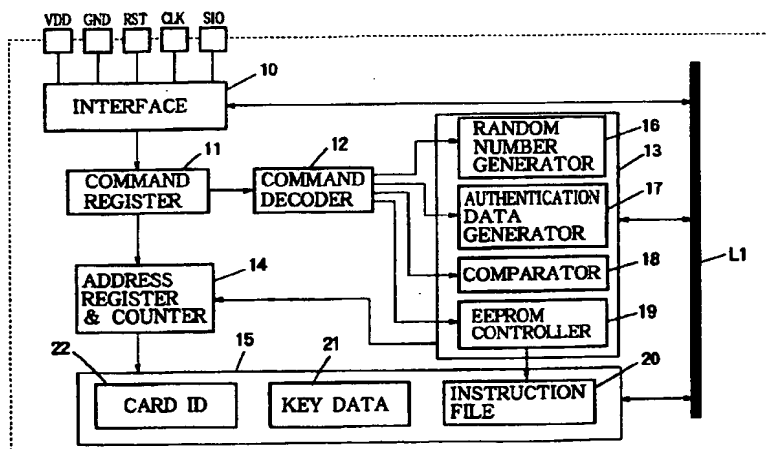 VDD GND RST CLK SIO
10
INTERFACE
11
COMMAND
REGISTER
12
COMMAND
DECODER
RANDOM
NUMBER
GENERATOR
16
13
AUTHENTICATION
DATA
GENERATOR
17
COMPARATOR
18
EEPROM
CONTROLLER
19
L1
14
ADDRESS
REGISTER
& COUNTER
15
22
CARD ID
21
KEY DATA
20
INSTRUCTION
FILE